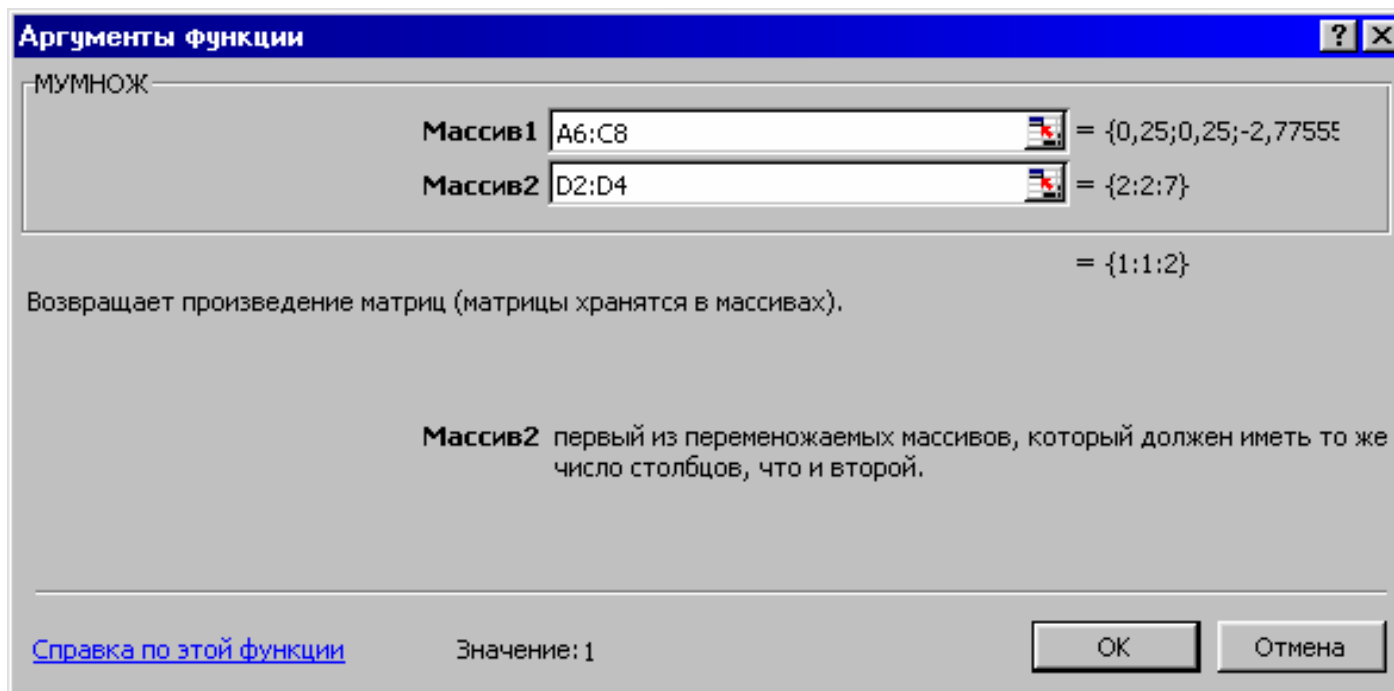 Аргументы функции
МУМНОЖ
Массив1 A6:C8 = {0,25;0,25;-2,77555
Массив2 D2:D4 = {2:2:7}
= {1:1:2}
Возвращает произведение матриц (матрицы хранятся в массивах).
Массив2 первый из переменожаемых массивов, который должен иметь то же
число столбцов, что и второй.
Справка по этой функции Значение: 1 OK Отмена